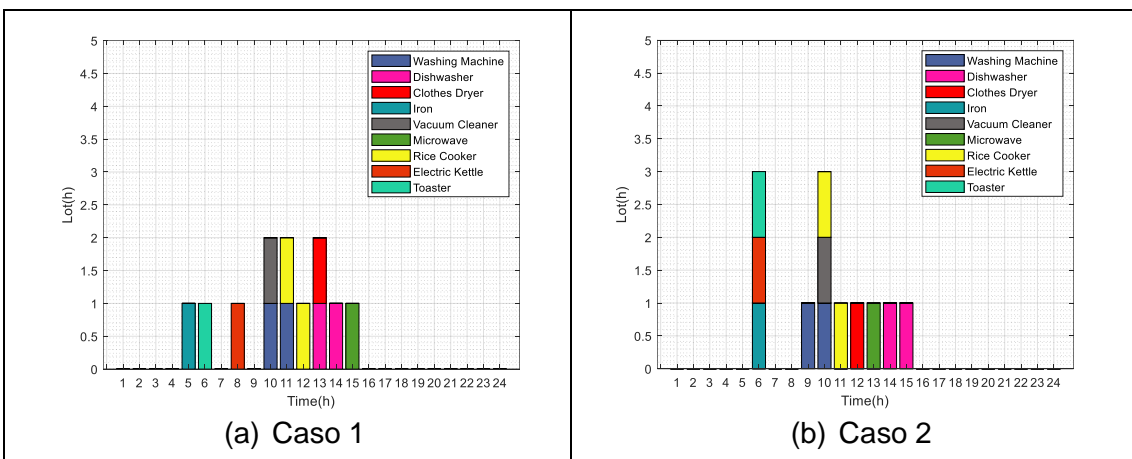 5
4.5
4
3.5
3
2.5
2
1.5
1
0.5
0
Lot(h)
Washing Machine
Dishwasher
Clothes Dryer
Iron
Vacuum Cleaner
Microwave
Rice Cooker
Electric Kettle
Toaster
1 2 3 4 5 6 7 8 9 10 11 12 13 14 15 16 17 18 19 20 21 22 23 24
Time(h)
(a) Caso 1
5
4.5
4
3.5
3
2.5
2
1.5
1
0.5
0
Lot(h)
Washing Machine
Dishwasher
Clothes Dryer
Iron
Vacuum Cleaner
Microwave
Rice Cooker
Electric Kettle
Toaster
1 2 3 4 5 6 7 8 9 10 11 12 13 14 15 16 17 18 19 20 21 22 23 24
Time(h)
(b) Caso 2